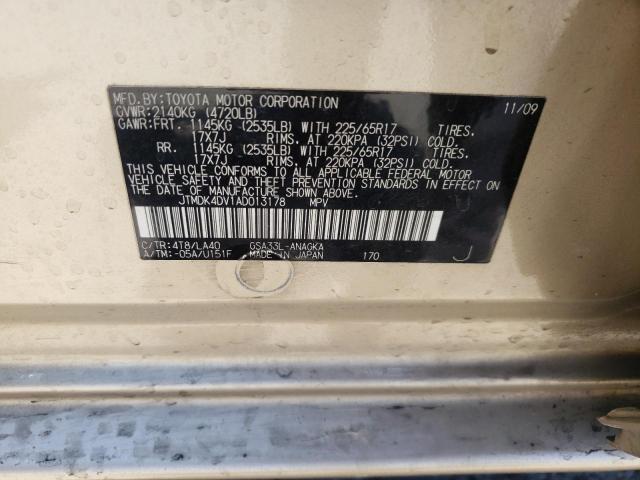 MFD.BY:TOYOTA MOTOR CORPORATION 11/09
GVWR:2140KG (4720LB)
GAWR:FRT. 1145KG (2535LB) WITH 225/65R17 TIRES.
17X7J RIMS. AT 220KPA (32PSI) COLD.
RR. 1145KG (2535LB) WITH 225/65R17 TIRES.
17X7J RIMS. AT 220KPA (32PSI) COLD.
THIS VEHICLE CONFORMS TO ALL APPLICABLE FEDERAL MOTOR
VEHICLE SAFETY AND THEFT PREVENTION STANDARDS IN EFFECT
ON THE DATE OF MANUFACTURE SHOWN ABOVE.
JTMDK4DV1AD013178 MPV
C/TR:4T8/LA40 GSA33L-ANAGKA
A/TM:-05A/U151F MADE IN JAPAN 170 J